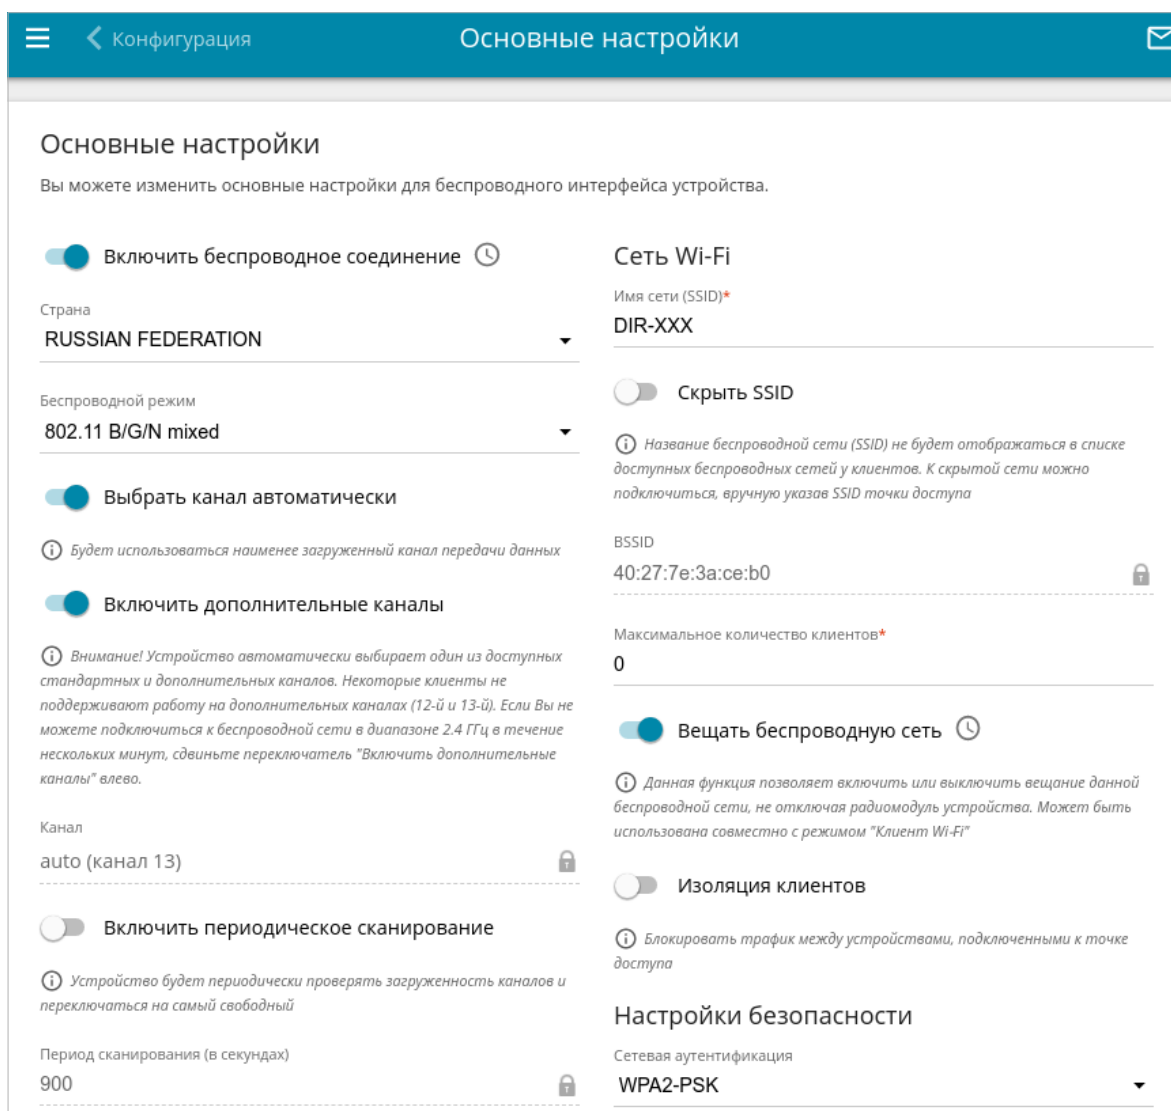 Конфигурация
Основные настройки
Основные настройки
Вы можете изменить основные настройки для беспроводного интерфейса устройства.
Включить беспроводное соединение
Страна
RUSSIAN FEDERATION
Беспроводной режим
802.11 B/G/N mixed
Выбрать канал автоматически
Будет использоваться наименее загруженный канал передачи данных
Включить дополнительные каналы
Внимание! Устройство автоматически выбирает один из доступных
стандартных и дополнительных каналов. Некоторые клиенты не
поддерживают работу на дополнительных каналах (12-й и 13-й). Если Вы не
можете подключиться к беспроводной сети в диапазоне 2.4 ГГц в течение
нескольких минут, сдвиньте переключатель "Включить дополнительные
каналы" влево.
Канал
auto (канал 13)
Включить периодическое сканирование
Устройство будет периодически проверять загруженность каналов и
переключаться на самый свободный
Период сканирования (в секундах)
900
Сеть Wi-Fi
Имя сети (SSID)*
DIR-XXX
Скрыть SSID
Название беспроводной сети (SSID) не будет отображаться в списке
доступных беспроводных сетей у клиентов. К скрытой сети можно
подключиться, вручную указав SSID точки доступа
BSSID
40:27:7e:3a:ce:b0
Максимальное количество клиентов*
0
Вещать беспроводную сеть
Данная функция позволяет включить или выключить вещание данной
беспроводной сети, не отключая радиомодуль устройства. Может быть
использована совместно с режимом "Клиент Wi-Fi"
Изоляция клиентов
Блокировать трафик между устройствами, подключенными к точке
доступа
Настройки безопасности
Сетевая аутентификация
WPA2-PSK